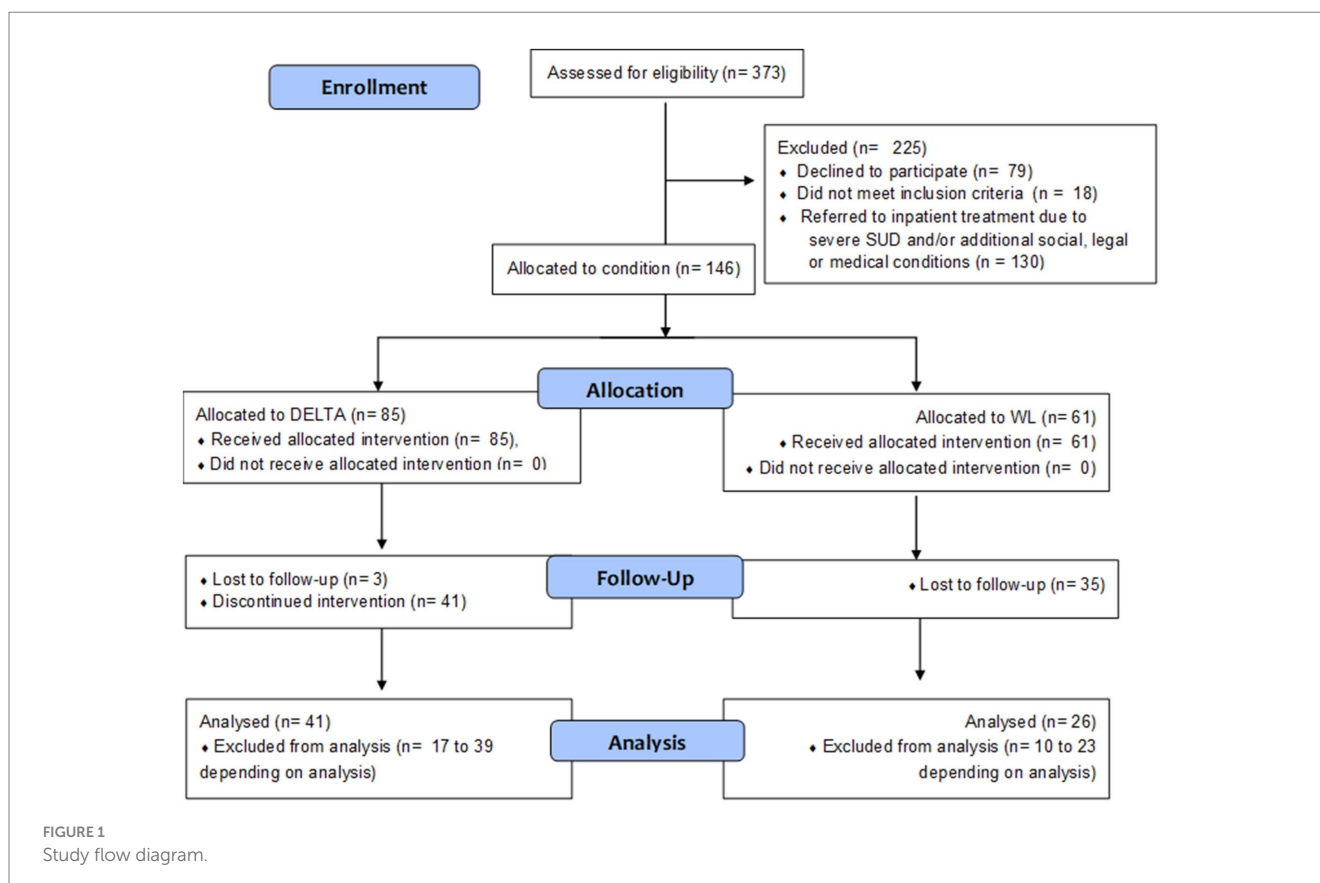 Enrollment
Assessed for eligibility (n= 373)
Excluded (n= 225)
♦ Declined to participate (n= 79)
♦ Did not meet inclusion criteria (n = 18)
♦ Referred to inpatient treatment due to
severe SUD and/or additional social, legal
or medical conditions (n = 130)
Allocated to condition (n= 146)
Allocation
Allocated to DELTA (n= 85)
♦ Received allocated intervention (n= 85),
♦ Did not receive allocated intervention (n= 0)
Allocated to WL (n= 61)
♦ Received allocated intervention (n= 61)
♦ Did not receive allocated intervention (n= 0)
Follow-Up
♦ Lost to follow-up (n= 3)
♦ Discontinued intervention (n= 41)
♦ Lost to follow-up (n= 35)
Analysis
Analysed (n= 41)
♦ Excluded from analysis (n= 17 to 39
depending on analysis)
Analysed (n= 26)
♦ Excluded from analysis (n= 10 to 23
depending on analysis)
FIGURE 1
Study flow diagram.